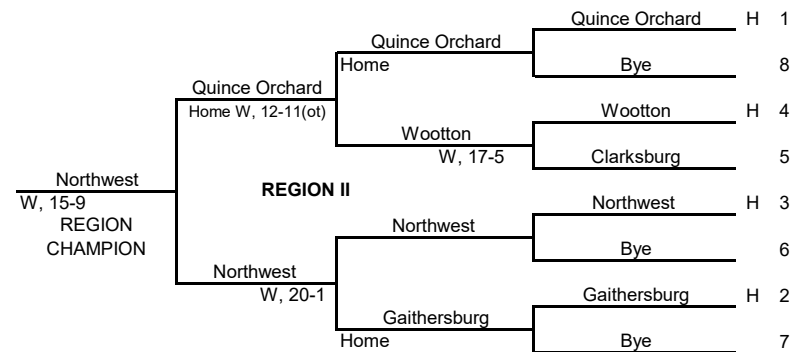 Quince Orchard H 1
Quince Orchard
Home Bye 8
Quince Orchard
Home W, 12-11(ot) Wootton H 4
Wootton
W, 17-5 Clarksburg 5
Northwest
W, 15-9
REGION II
REGION
CHAMPION
Northwest H 3
Northwest
Bye 6
Northwest
W, 20-1 Gaithersburg H 2
Gaithersburg
Home Bye 7